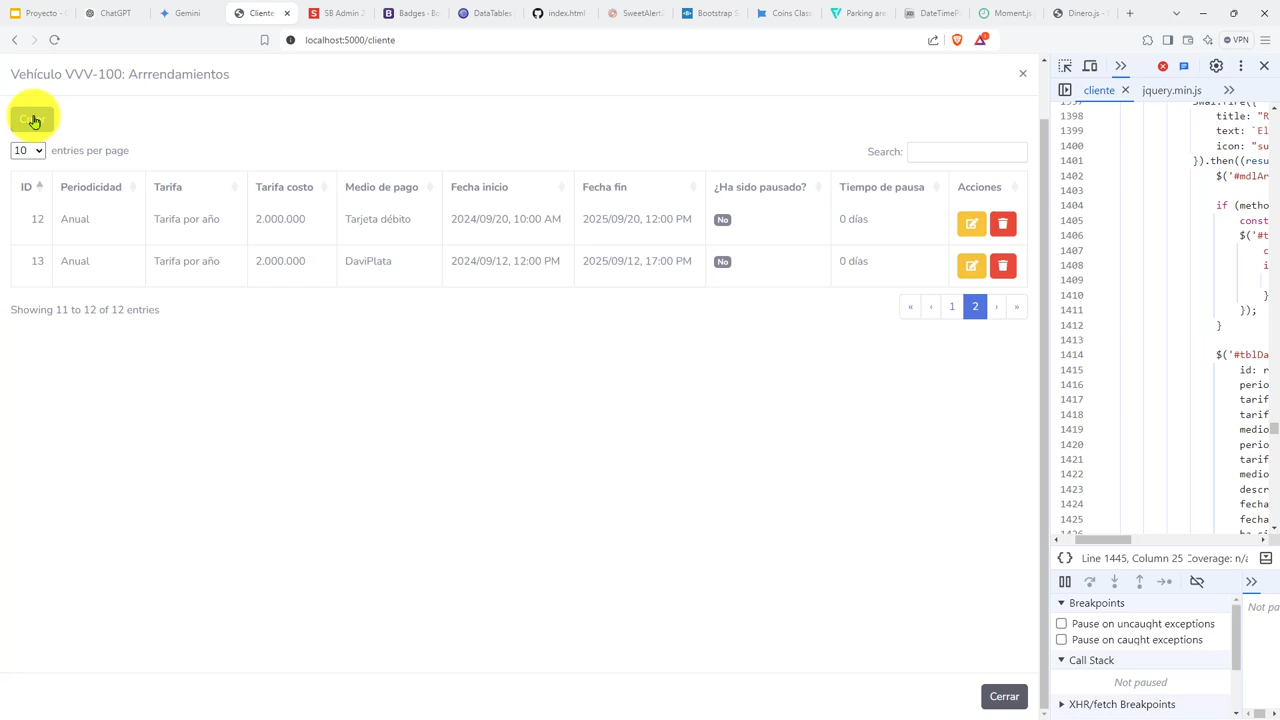 Proyecto - G
ChatGPT
Gemini
Cliente
SB Admin 2
Badges - Bo
DataTables
index.html
SweetAlert2
Bootstrap S
Coins Class
Parking are
DateTimePi
Moment.js
Dinero.js -
localhost:5000/cliente
1
VPN
Vehículo VVV-100: Arrrendamientos
10 entries per page
Search:
ID Periodicidad Tarifa Tarifa costo Medio de pago Fecha inicio Fecha fin ¿Ha sido pausado? Tiempo de pausa Acciones
12 Anual Tarifa por año 2.000.000 Tarjeta débito 2024/09/20, 10:00 AM 2025/09/20, 12:00 PM No 0 días
13 Anual Tarifa por año 2.000.000 DaviPlata 2024/09/12, 12:00 PM 2025/09/12, 17:00 PM No 0 días
Showing 11 to 12 of 12 entries
« ‹ 1 2 › »
Cerrar
cliente
jquery.min.js
1398 title: "R
1399 text: `El
1400 icon: "su
1401 }).then((resu
1402 $('#mdlAr
1403
1404 if (metho
1405 const
1406 $('#t
1407 c
1408 i
1409
1410 }
1411 });
1412 }
1413
1414 $('#tblDa
1415 id: r
1416 perio
1417 tarif
1418 tarif
1419 medio
1420 perio
1421 tarif
1422 medio
1423 descr
1424 fecha
1425 fecha
{ } Line 1445, Column 25 Coverage: n/a
Breakpoints
Pause on uncaught exceptions
Pause on caught exceptions
Call Stack
Not paused
XHR/fetch Breakpoints
Not pa